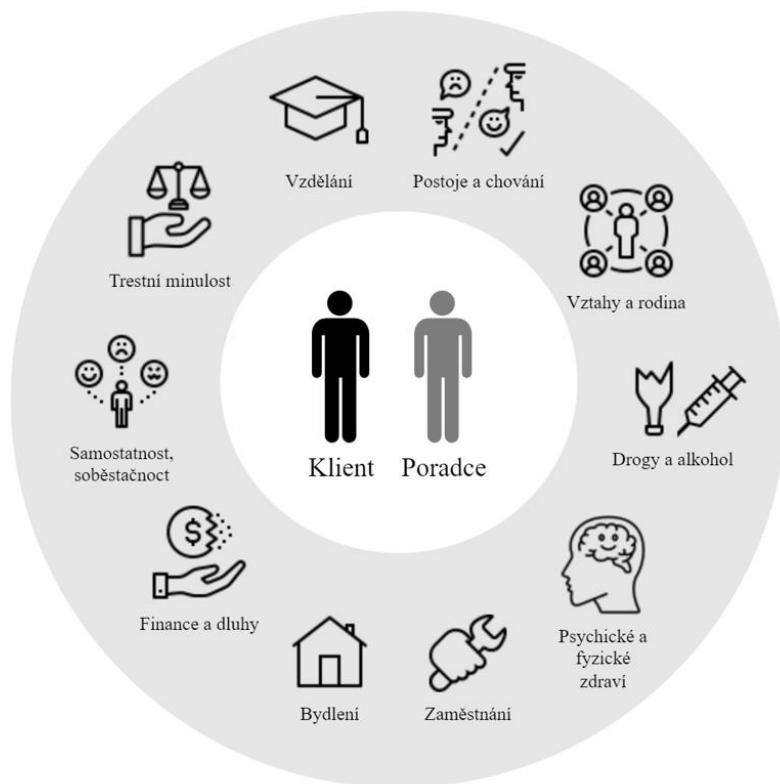 Vzdělání
Postoje a chování
Trestní minulost
Vztahy a rodina
Samostatnost,
soběstačnoct
Klient
Poradce
Drogy a alkohol
Finance a dluhy
Psychické a
fyzické
zdraví
Bydlení
Zaměstnání